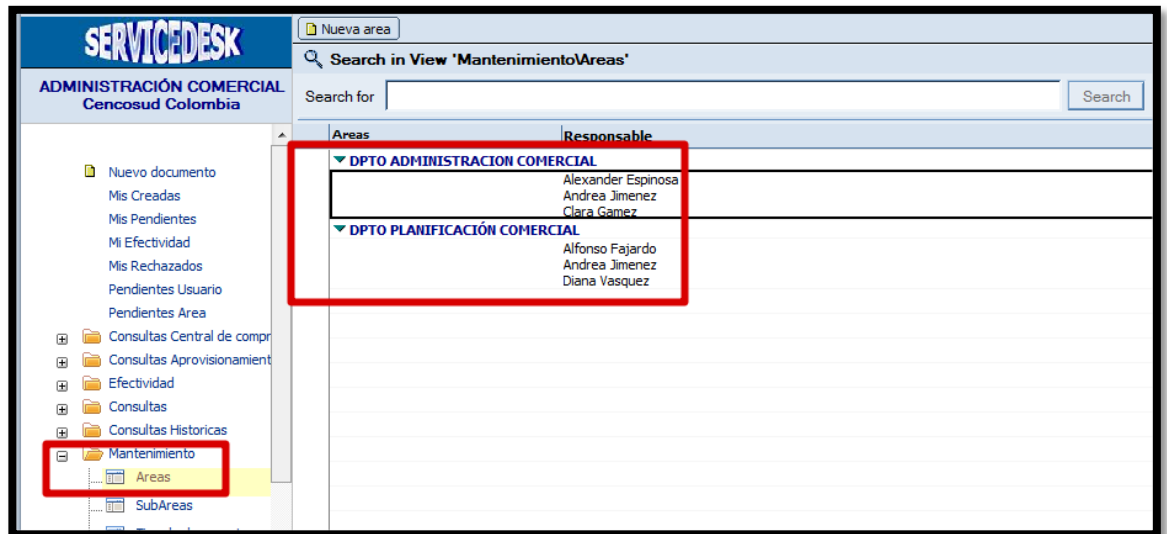 SERVICEDESK
ADMINISTRACIÓN COMERCIAL
Cencosud Colombia
Nuevo documento
Mis Creadas
Mis Pendientes
Mi Efectividad
Mis Rechazados
Pendientes Usuario
Pendientes Area
Consultas Central de compr
Consultas Aprovisionamient
Efectividad
Consultas
Consultas Historicas
Mantenimiento
Areas
SubAreas
Nueva area
Search in View 'Mantenimiento\Areas'
Search for Search
Areas Responsable
DPTO ADMINISTRACION COMERCIAL
Alexander Espinosa
Andrea Jimenez
Clara Gamez
DPTO PLANIFICACIÓN COMERCIAL
Alfonso Fajardo
Andrea Jimenez
Diana Vasquez